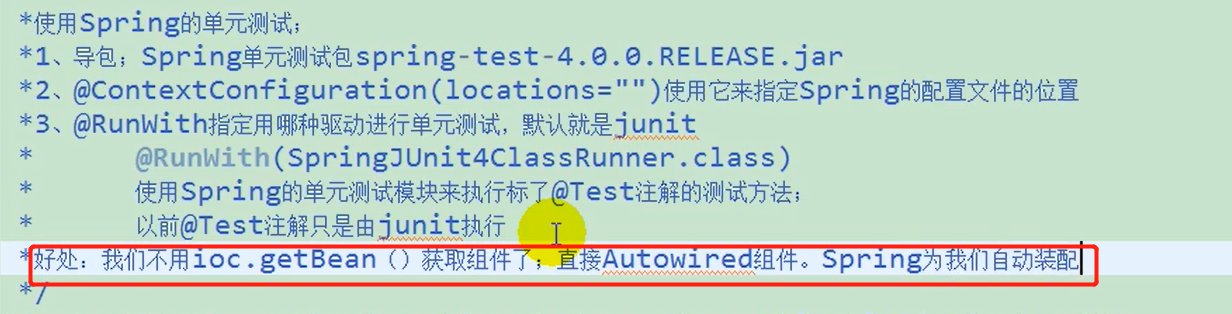 *使用Spring的单元测试;
*1、导包；Spring单元测试包spring-test-4.0.0.RELEASE.jar
*2、@ContextConfiguration(locations="")使用它来指定Spring的配置文件的位置
*3、@RunWith指定用哪种驱动进行单元测试，默认就是junit
* @RunWith(SpringJUnit4ClassRunner.class)
* 使用Spring的单元测试模块来执行标了@Test注解的测试方法；
* 以前@Test注解只是由junit执行
*好处：我们不用ioc.getBean（）获取组件了；直接Autowired组件。Spring为我们自动装配
*/